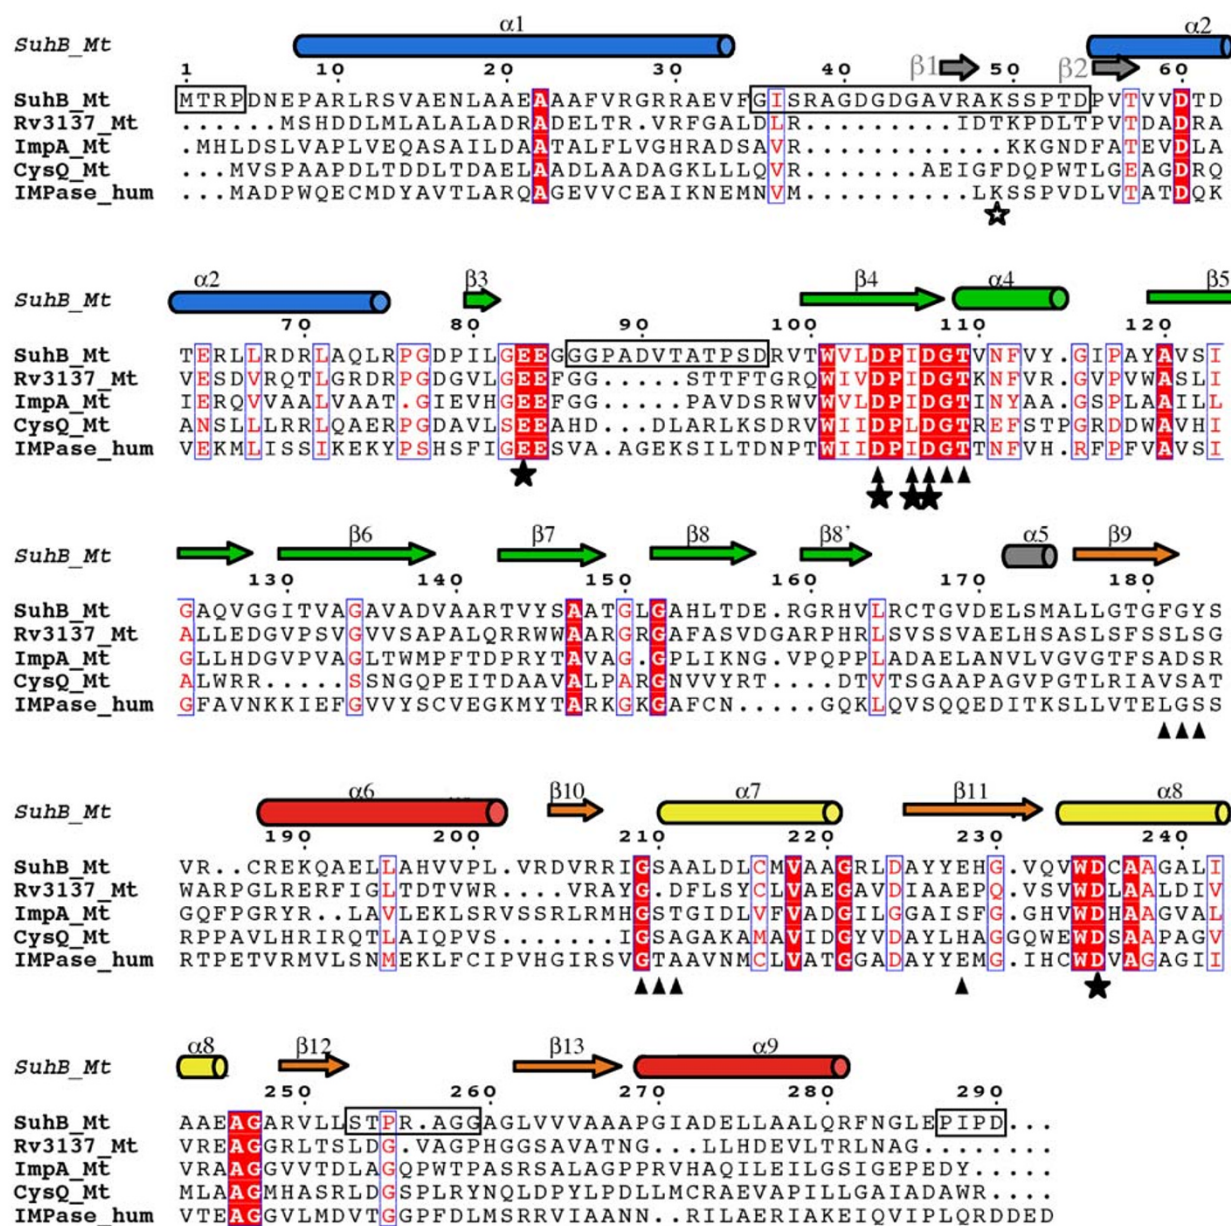 α1
SuhB_Mt α2
β1 β2
1 10 20 30 40 50 60
SuhB_Mt MTRPDNEPARLRSVAENLAAEAAAFVRGRRAEVFGISRAGDGDGAVRAKSSPTDPVTVVDTD
Rv3137_Mt ......MSHDDLMLALALADRADELTR.VRFGALDLR.........IDTKPDLTPVTDADRA
ImpA_Mt .MHLDSLVAPLVEQASAILDAATALFLVGHRADSAVR............KKGNDFATEVDLA
CysQ_Mt ...MVSPAAPDLTDDLTDAELAADLAADAGKLLLQVR.......AEIGFDQPWTLGEAGDRQ
IMPase_hum ...MADPWQECMDYAVTLARQAGEVVCEAIKNEMNVM..........LKSSPVDLVTATDQK
α2 β3 β4 α4 β5
SuhB_Mt
70 80 90 100 110 120
SuhB_Mt TERLLRDRLAQLRPGDPILGEEGGGPADVTATPSDRVTWVLDPIDGTVNFVY.GIPAYAVSI
Rv3137_Mt VESDVRQTLGRDRPGDGVLGEEFGG.....STTFTGRQWIVDPIDGTKNFVR.GVPVWASLI
ImpA_Mt IERQVVAALVAAT.GIEVHGEEFGG.....PAVDSRWVWVLDPIDGTINYAA.GSPLAAILL
CysQ_Mt ANSLLLRRLQAERPGDAVLSEEAHD...DLARLKSDRVWIIDPLDGTREFSTPGRDDWAVHI
IMPase_hum VEKMLISSIKEKYPSHSFIGEESVA.AGEKSILTDNPTWIIDPIDGTTNFVH.RFPFVAVSI
β6 β7 β8 β8' α5 β9
SuhB_Mt
130 140 150 160 170 180
SuhB_Mt GAQVGGITVAGAVADVAARTVYSAATGLGAHLTDE.RGRHVLRCTGVDELSMALLGTGFGYS
Rv3137_Mt ALLEDGVPSVGVVSAPALQRRWWAARGRGAFASVDGARPHRLSVSSVAELHSASLSFSSLSG
ImpA_Mt GLLHDGVPVAGLTWMPFTDPRYTAVAG.GPLIKNG.VPQPPLADAELANVLVGVGTFSADSR
CysQ_Mt ALWRR.....SSNGQPEITDAAVALPARGNVVYRT....DTVTSGAAPAGVPGTLRIAVSAT
IMPase_hum GFAVNKKIEFGVVYSCVEGKMYTARKGKGAFCN.....GQKLQVSQQEDITKSLLVTELGSS
α6 β10 α7 β11 α8
SuhB_Mt
190 200 210 220 230 240
SuhB_Mt VR..CREKQAELLAHVVPL.VRDVRRIGSAALDLCMVAAGRLDAYYEHG.VQVWDCAAGALI
Rv3137_Mt WARPGLRERFIGLTDTVWR....VRAYG.DFLSYCLVAEGAVDIAAEPQ.VSVWDLAALDIV
ImpA_Mt GQFPGRYR..LAVLEKLSRVSSRLRMHGSTGIDLVFVADGILGGAISFG.GHVWDHAAGVAL
CysQ_Mt RPPAVLHRIRQTLAIQPVS.......IGSAGAKAMAVIDGYVDAYLHAGGQWEWDSAAPAGV
IMPase_hum RTPETVRMVLSNMEKLFCIPVHGIRSVGTAAVNMCLVATGGADAYYEMG.IHCWDVAGAGII
α8 β12 β13 α9
SuhB_Mt
250 260 270 280 290
SuhB_Mt AAEAGARVLLSTPR.AGGAGLVVVAAAPGIADELLAALQRFNGLEPIPD...
Rv3137_Mt VREAGGRLTSLDG.VAGPHGGSAVATNG...LLHDEVLTRLNAG........
ImpA_Mt VRAAGGVVTDLAGQPWTPASRSALAGPPRVHAQILEILGSIGEPEDY.....
CysQ_Mt MLAAGMHASRLDGSPLRYNQLDPYLPDLLMCRAEVAPILLGAIADAWR....
IMPase_hum VTEAGGVLMDVTGGPFDLMSRRVIAANN..RILAERIAKEIQVIPLQRDDED